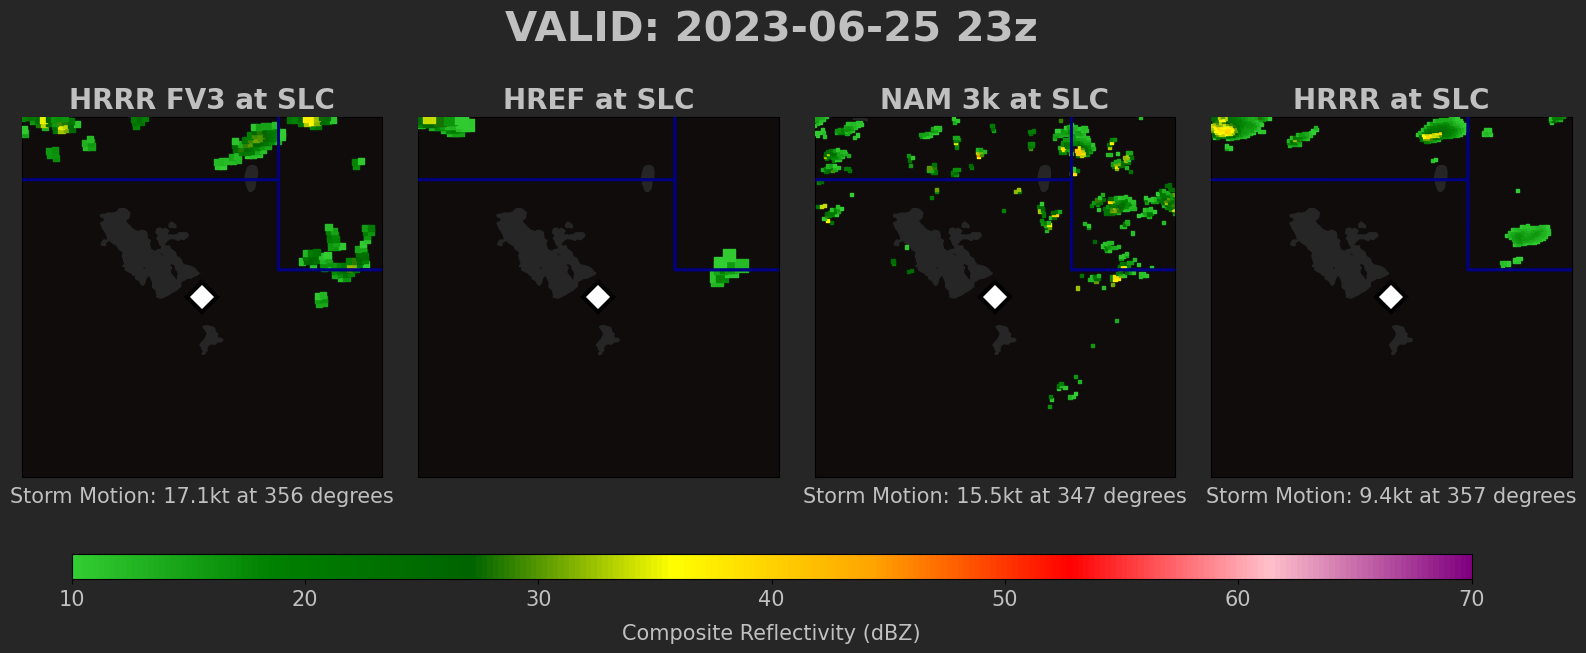 VALID: 2023-06-25 23z
HRRR FV3 at SLC
HREF at SLC
NAM 3k at SLC
HRRR at SLC
Storm Motion: 17.1kt at 356 degrees
Storm Motion: 15.5kt at 347 degrees
Storm Motion: 9.4kt at 357 degrees
10 20 30 40 50 60 70
Composite Reflectivity (dBZ)